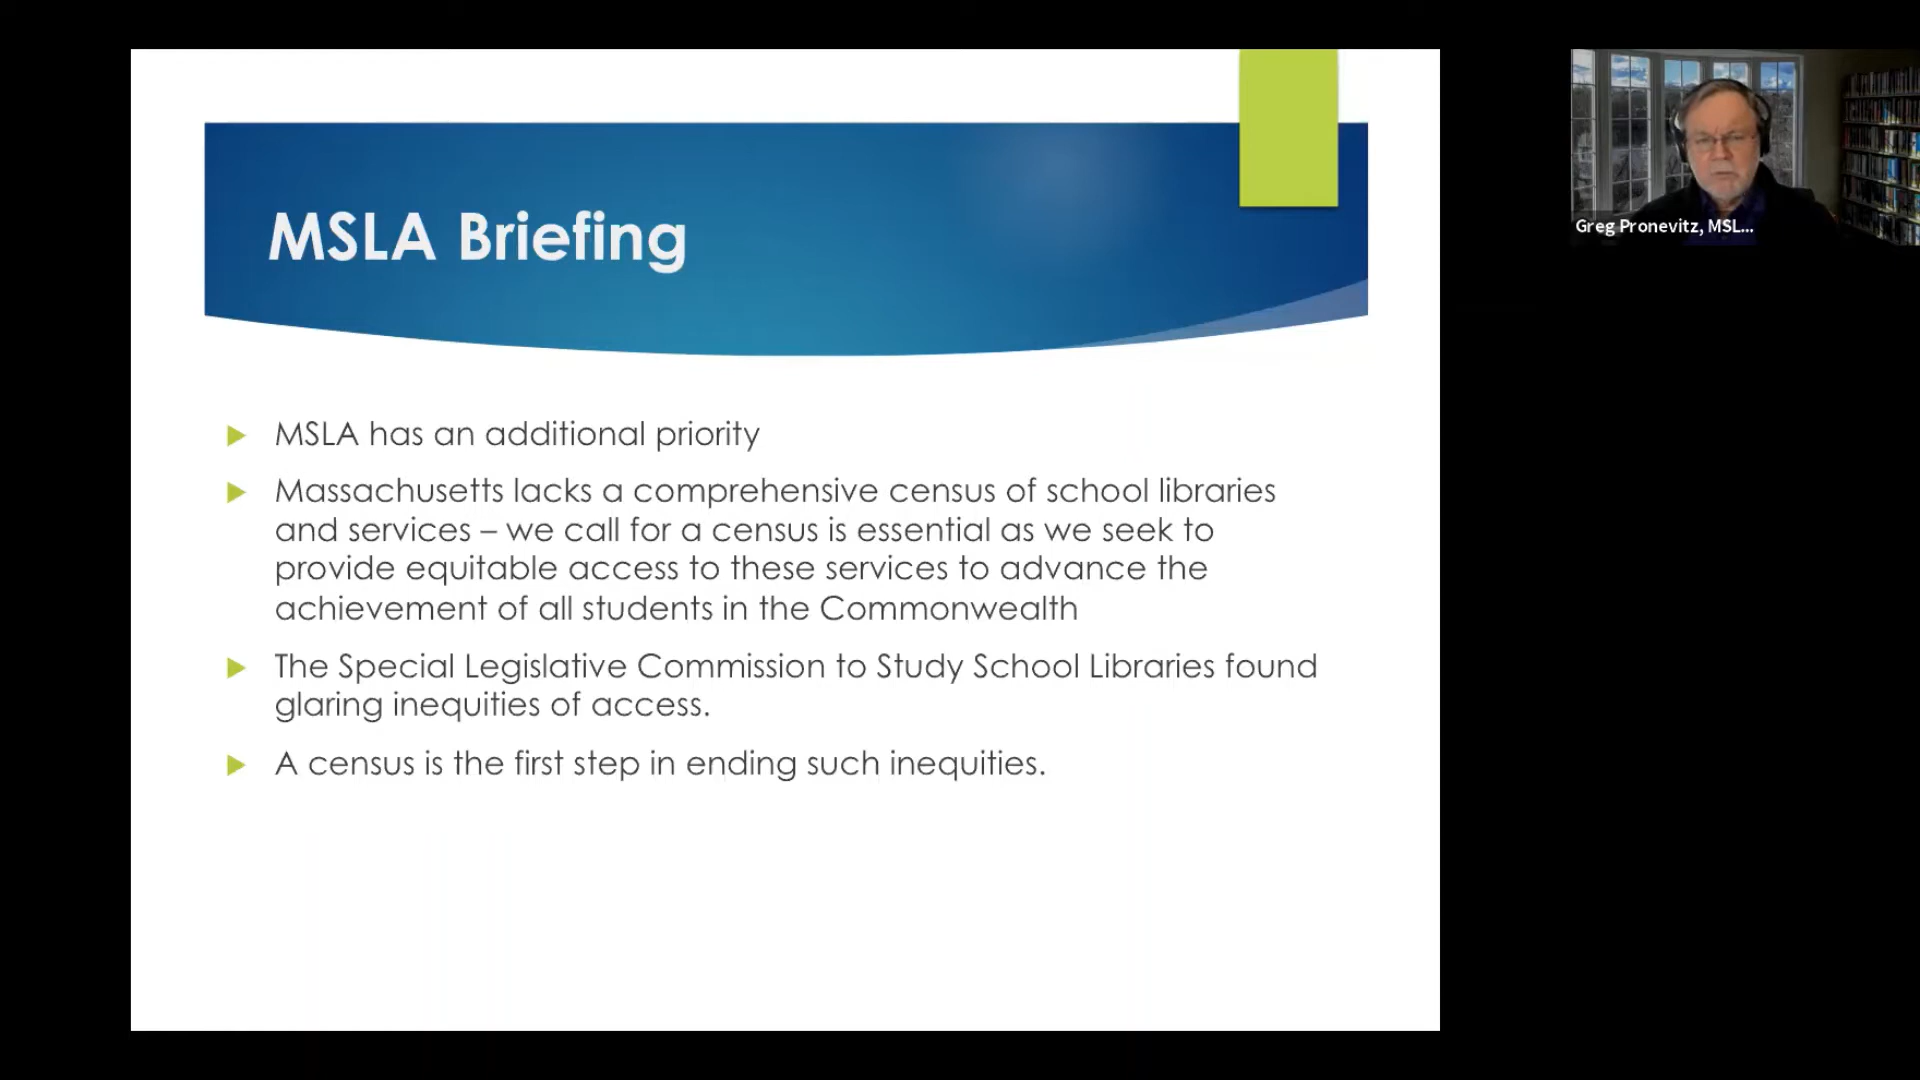 MSLA Briefing
Greg Pronevitz, MSL...
MSLA has an additional priority
Massachusetts lacks a comprehensive census of school libraries
and services – we call for a census is essential as we seek to
provide equitable access to these services to advance the
achievement of all students in the Commonwealth
The Special Legislative Commission to Study School Libraries found
glaring inequities of access.
A census is the first step in ending such inequities.